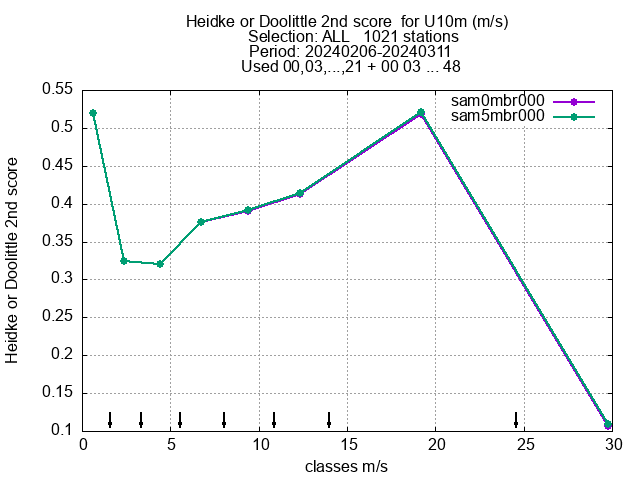 Heidke or Doolittle 2nd score  for U10m (m/s)
Selection: ALL   1021 stations
Period: 20240206-20240311
Used 00,03,...,21 + 00 03 ... 48
sam0mbr000
sam5mbr000
0.55
0.5
0.45
0.4
0.35
0.3
0.25
0.2
0.15
0.1
Heidke or Doolittle 2nd score
0 5 10 15 20 25 30
classes m/s